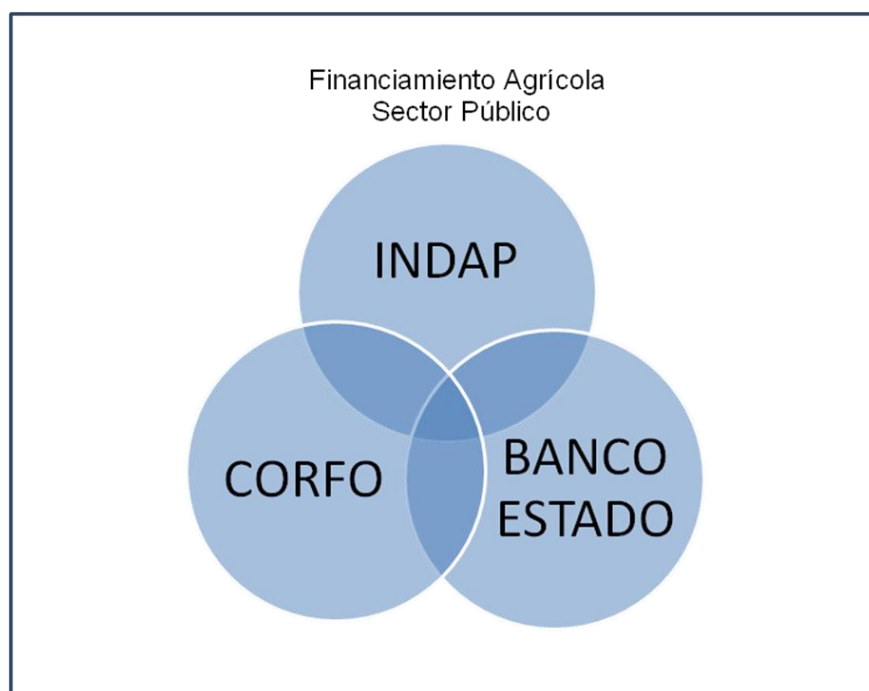 Financiamiento Agrícola
Sector Público
INDAP
CORFO
BANCO
ESTADO